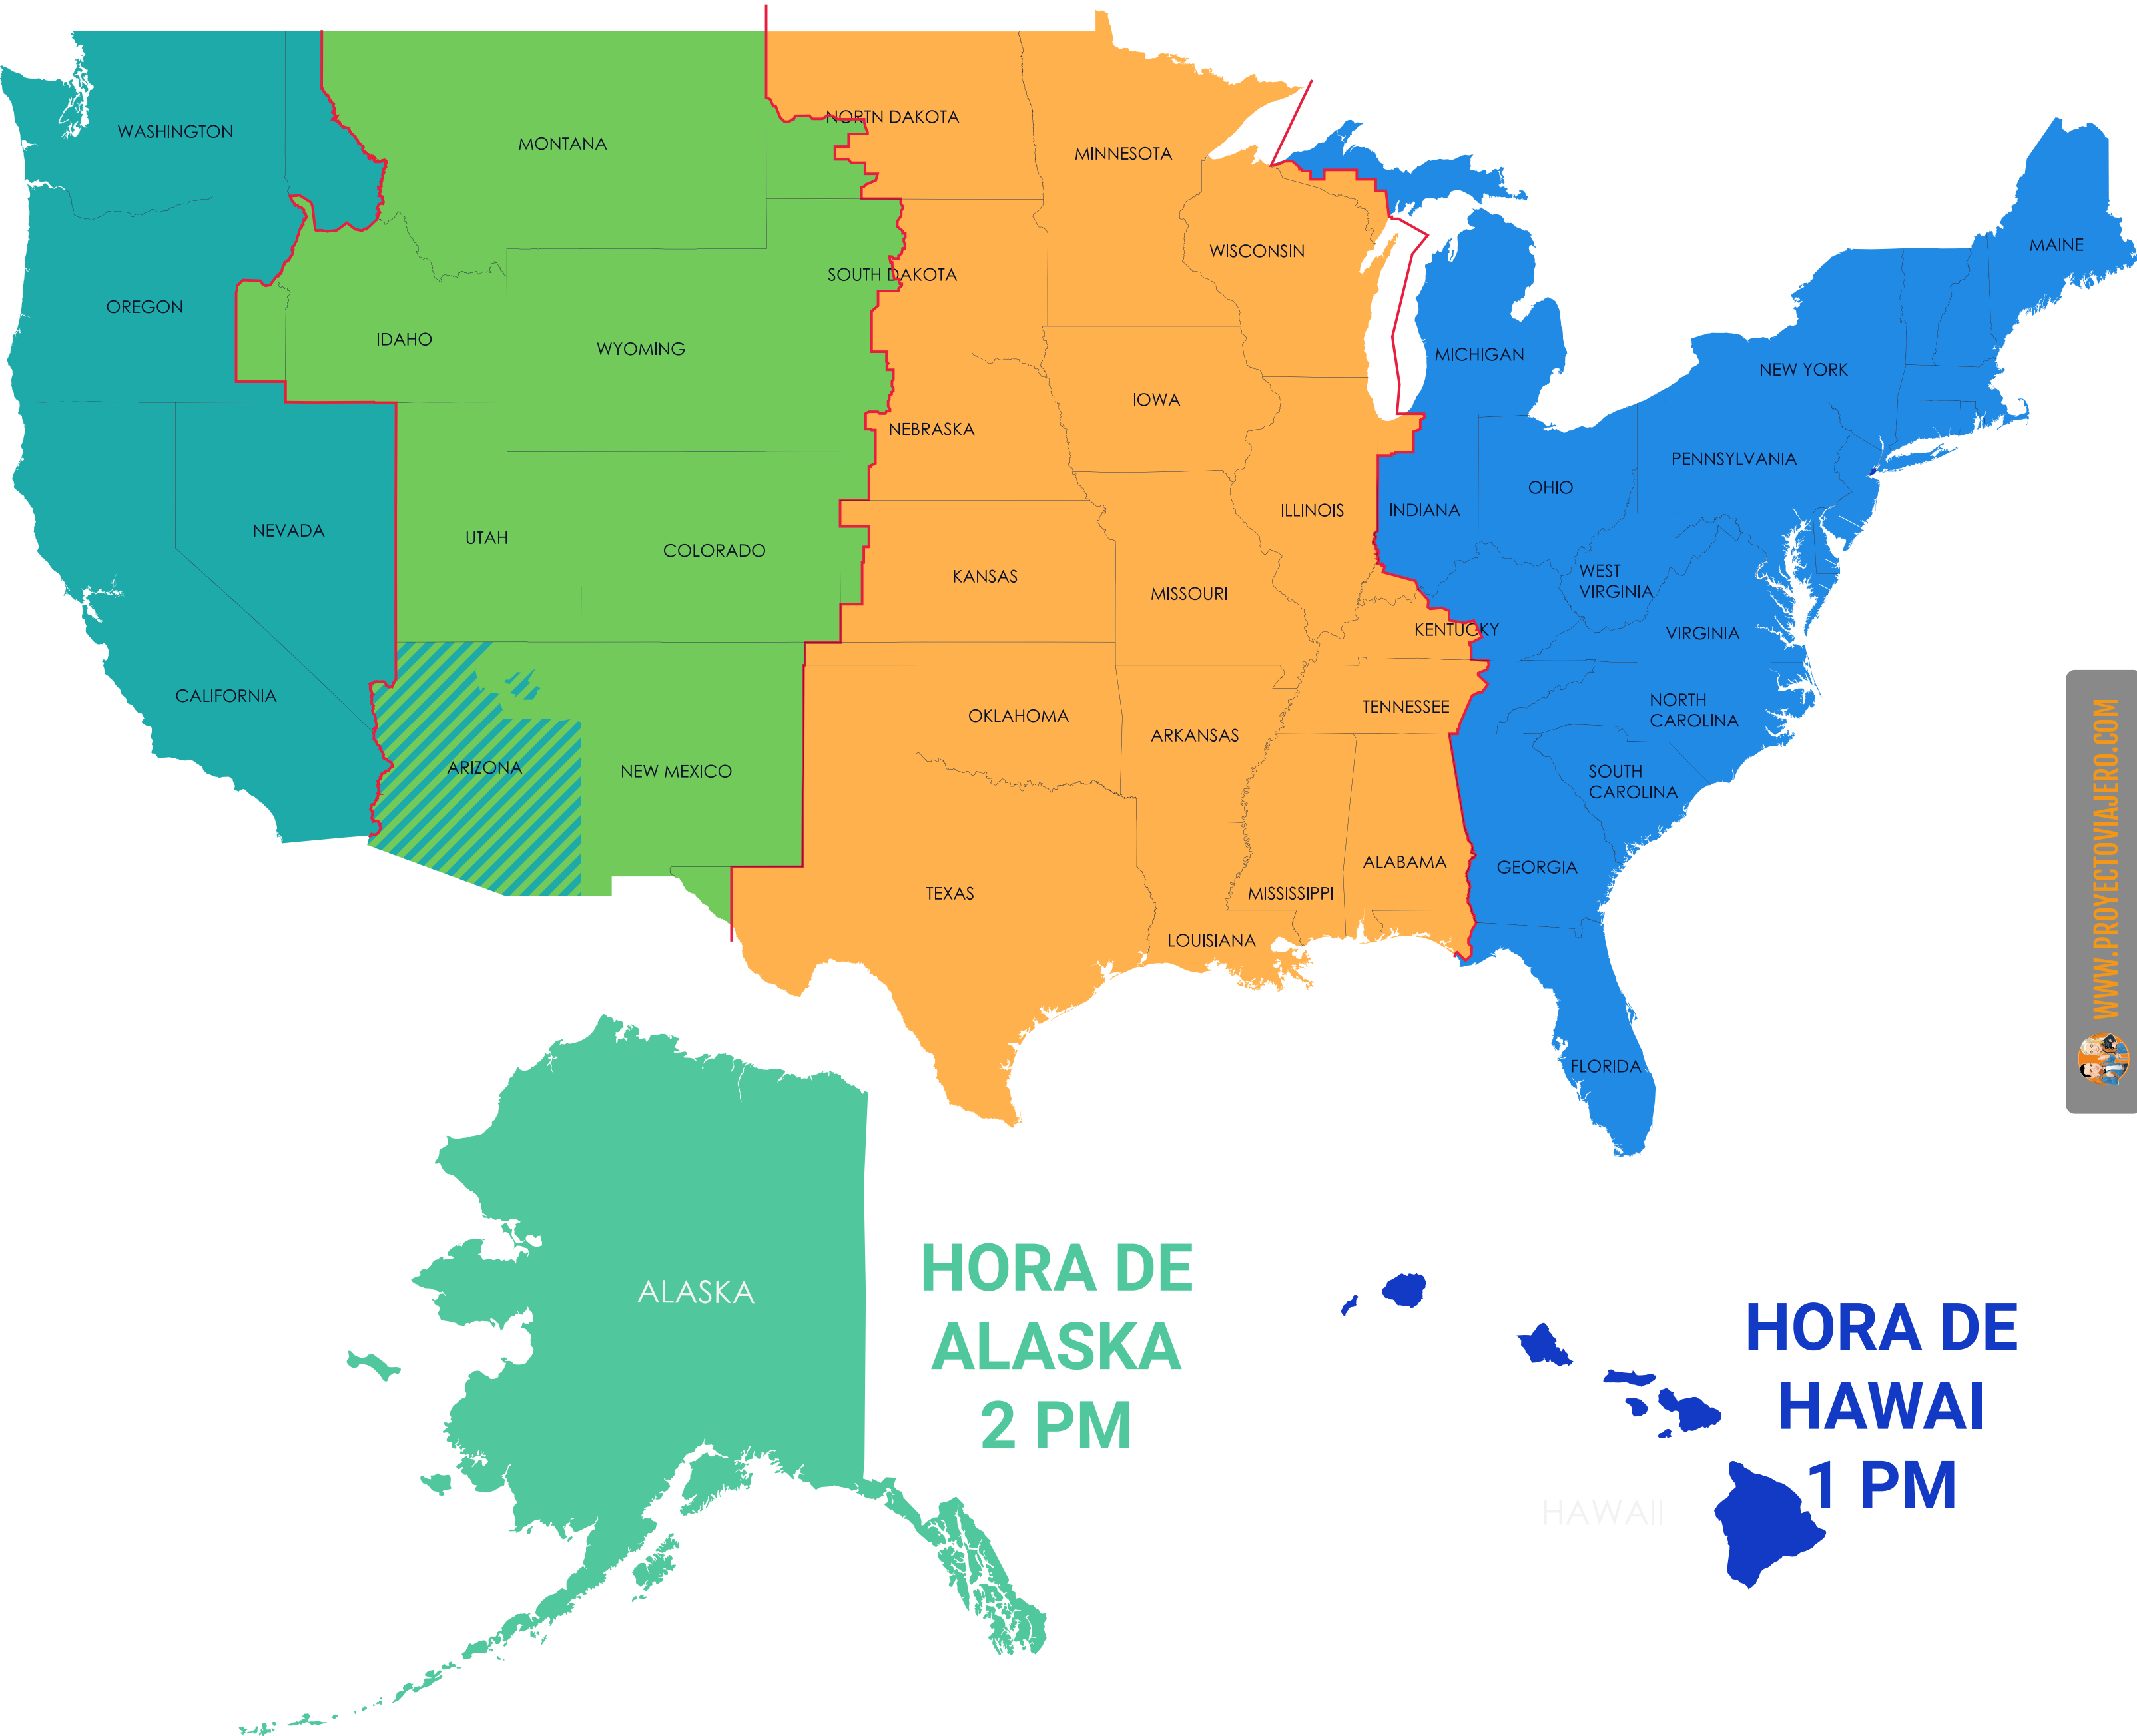 WASHINGTON
MONTANA
NORTN DAKOTA
MINNESOTA
MAINE
OREGON
IDAHO
WYOMING
SOUTH DAKOTA
WISCONSIN
MICHIGAN
NEW YORK
NEBRASKA
IOWA
PENNSYLVANIA
NEVADA
UTAH
COLORADO
KANSAS
MISSOURI
ILLINOIS
INDIANA
OHIO
WEST
VIRGINIA
KENTUCKY
VIRGINIA
CALIFORNIA
ARIZONA
NEW MEXICO
OKLAHOMA
ARKANSAS
TENNESSEE
NORTH
CAROLINA
SOUTH
CAROLINA
TEXAS
LOUISIANA
MISSISSIPPI
ALABAMA
GEORGIA
FLORIDA
WWW.PROYECTOVIAJERO.COM
ALASKA
HORA DE
ALASKA
2 PM
HORA DE
HAWAI
1 PM
HAWAII